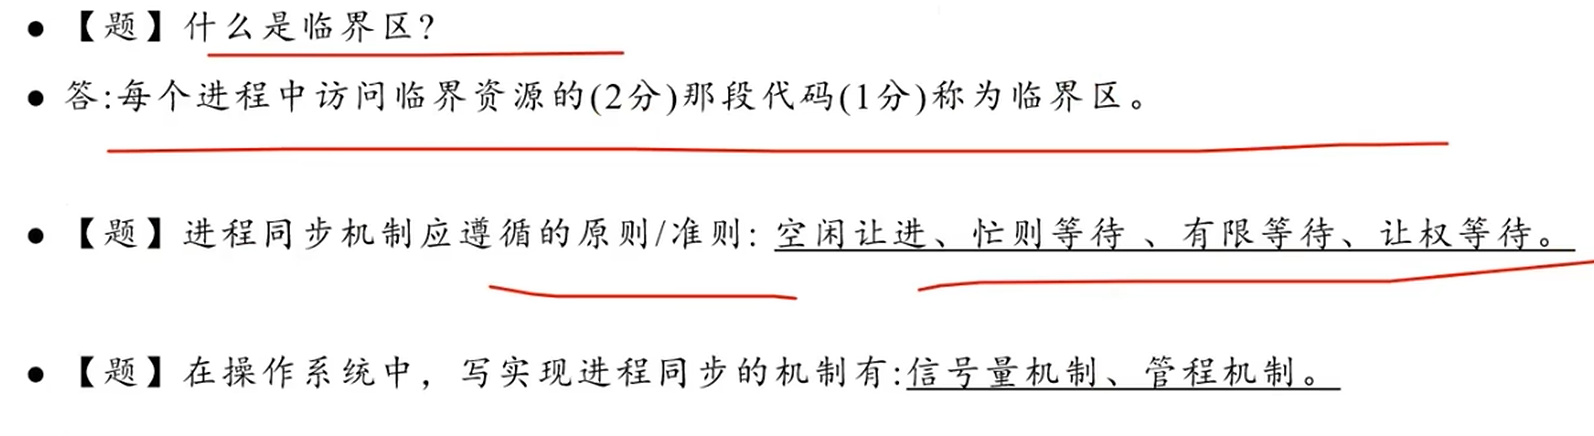 ● 【题】什么是临界区?
● 答:每个进程中访问临界资源的(2分)那段代码(1分)称为临界区。
● 【题】进程同步机制应遵循的原则/准则: 空闲让进、忙则等待 、有限等待、让权等待。
● 【题】在操作系统中，写实现进程同步的机制有:信号量机制、管程机制。